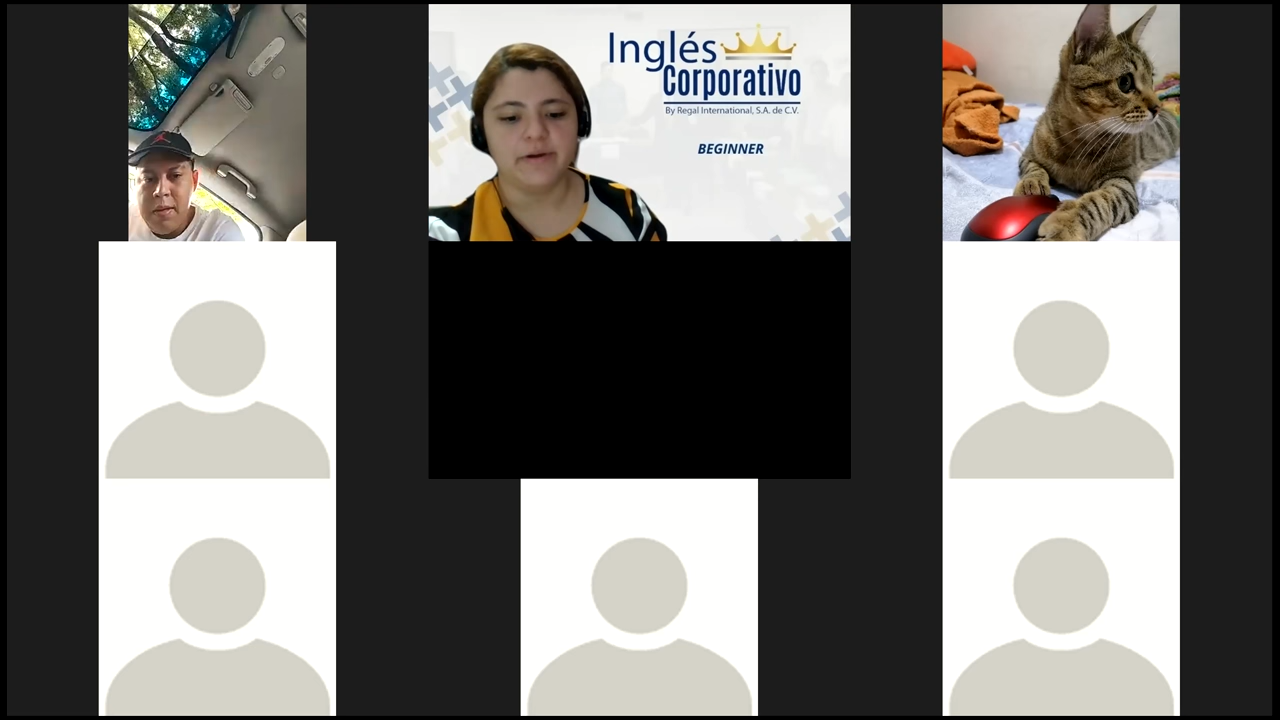 Inglés
Corporativo
By Regal International, S.A. de C.V.
BEGINNER